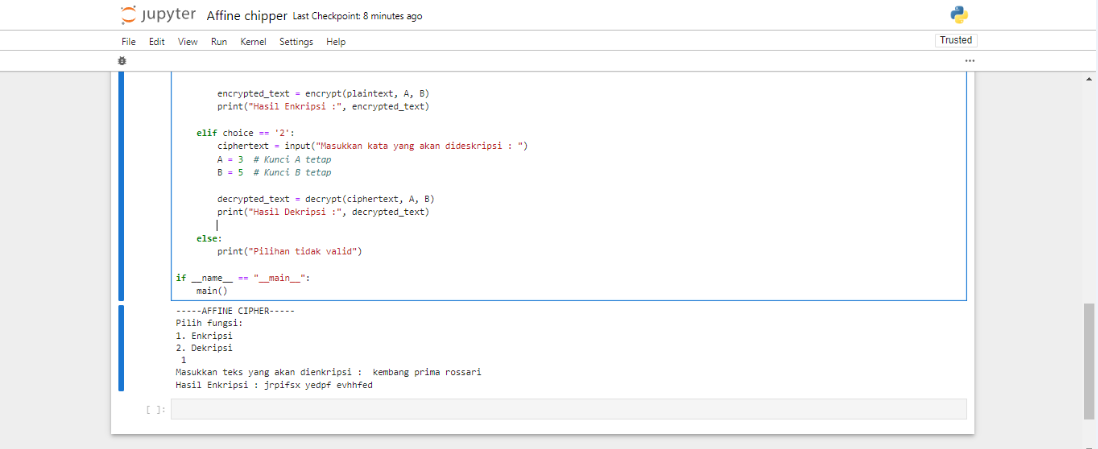 jupyter Affine chipper Last Checkpoint: 8 minutes ago
File Edit View Run Kernel Settings Help Trusted
encrypted_text = encrypt(plaintext, A, B)
print("Hasil Enkripsi :", encrypted_text)
elif choice == '2':
ciphertext = input("Masukkan kata yang akan dideskripsi : ")
A = 3 # Kunci A tetap
B = 5 # Kunci B tetap
decrypted_text = decrypt(ciphertext, A, B)
print("Hasil Dekripsi :", decrypted_text)
else:
print("Pilihan tidak valid")
if __name__ == "__main__":
main()
-----AFFINE CIPHER-----
Pilih fungsi:
1. Enkripsi
2. Dekripsi
1
Masukkan teks yang akan dienkripsi : kembang prima rossari
Hasil Enkripsi : jrpifsx yedpf evhhfed
[ ]: